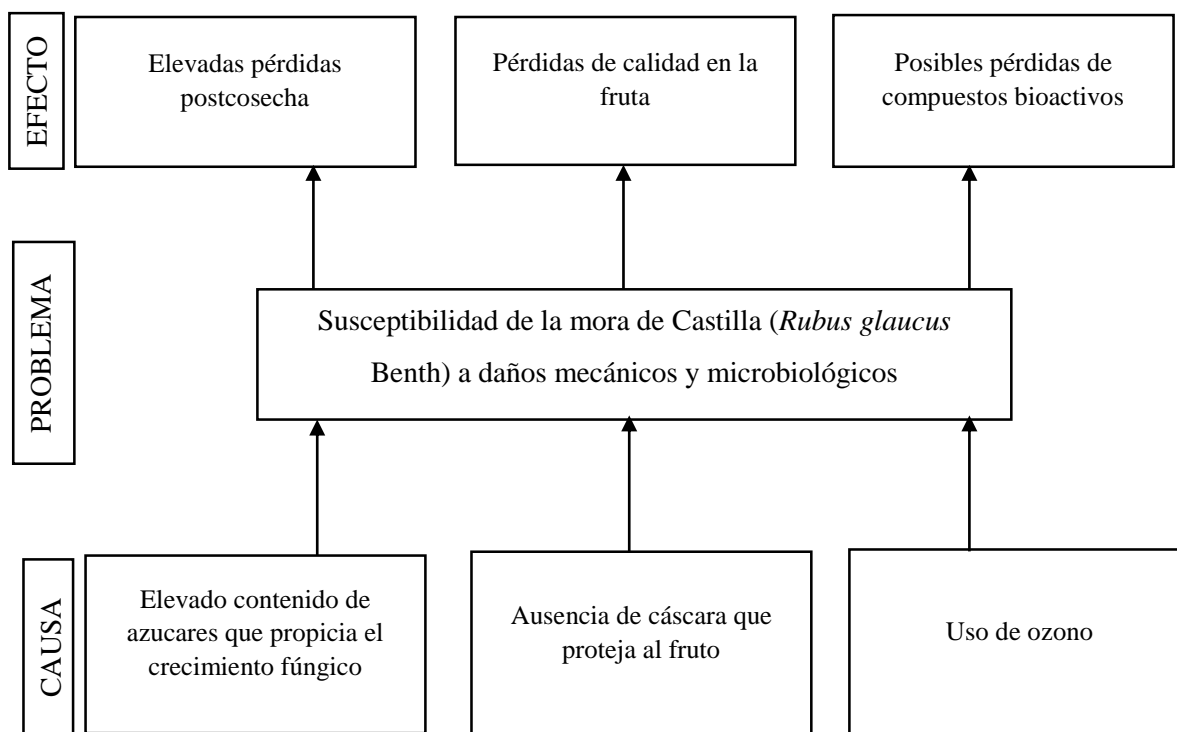 EFECTO
Elevadas pérdidas
postcosecha
Pérdidas de calidad en la
fruta
Posibles pérdidas de
compuestos bioactivos
PROBLEMA
Susceptibilidad de la mora de Castilla (Rubus glaucus
Benth) a daños mecánicos y microbiológicos
CAUSA
Elevado contenido de
azucares que propicia el
crecimiento fúngico
Ausencia de cáscara que
proteja al fruto
Uso de ozono